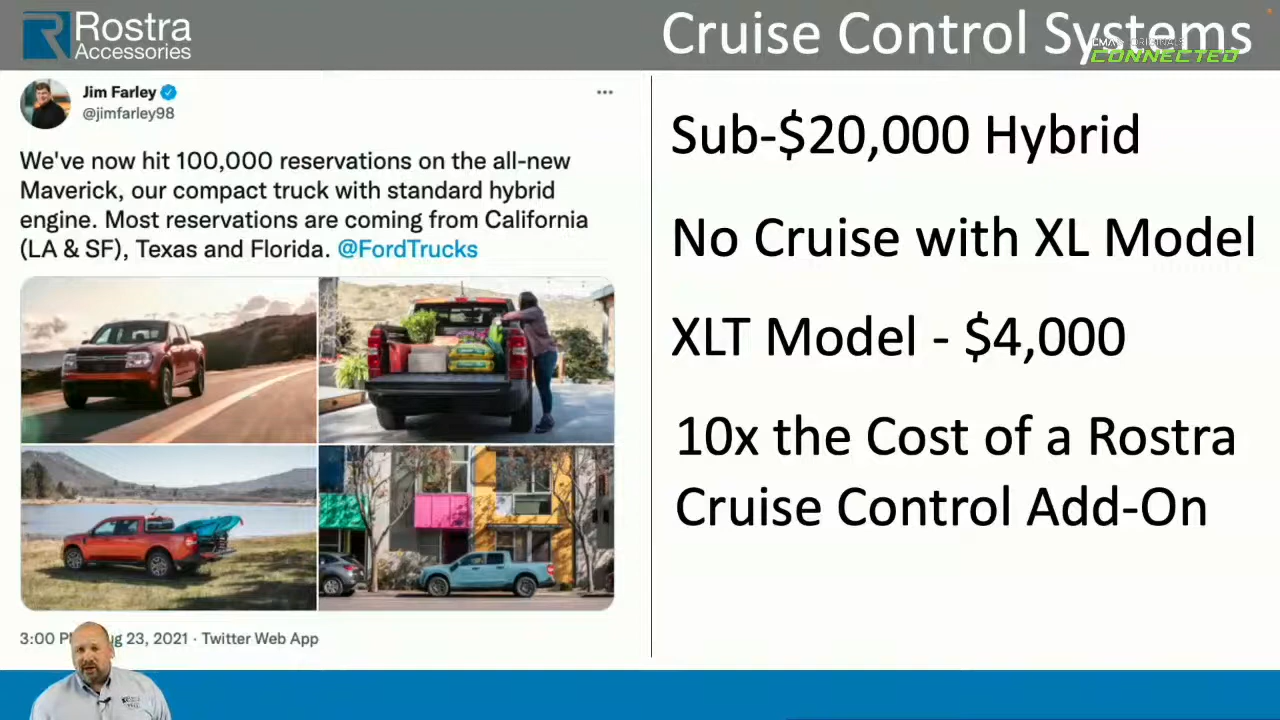 Rostra
Accessories
Cruise Control Systems
CMA ORIGINALS
CONNECTED
Jim Farley
@jimfarley98
We've now hit 100,000 reservations on the all-new
Maverick, our compact truck with standard hybrid
engine. Most reservations are coming from California
(LA & SF), Texas and Florida. @FordTrucks
3:00 P ug 23, 2021 · Twitter Web App
Sub-$20,000 Hybrid
No Cruise with XL Model
XLT Model - $4,000
10x the Cost of a Rostra
Cruise Control Add-On